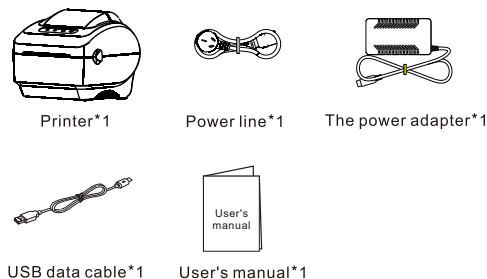 Printer*1
Power line*1
The power adapter*1
User's
manual
USB data cable*1
User's manual*1